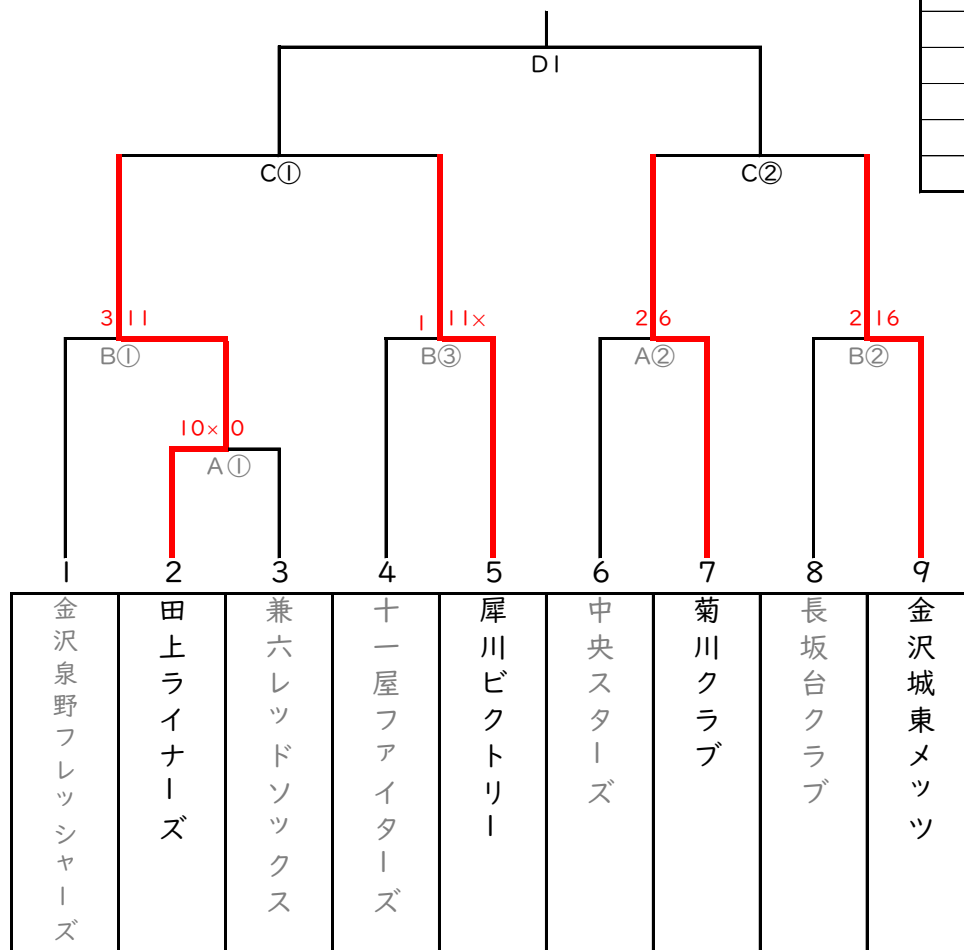 D1
C①
C②
3 11
1 11×
2 6
2 16
B①
B③
A②
B②
10× 0
A①
1
2
3
4
5
6
7
8
9
金沢泉野フレッシャーズ
田上ライナーズ
兼六レッドソックス
十一屋ファイターズ
犀川ビクトリー
中央スターズ
菊川クラブ
長坂台クラブ
金沢城東メッツ